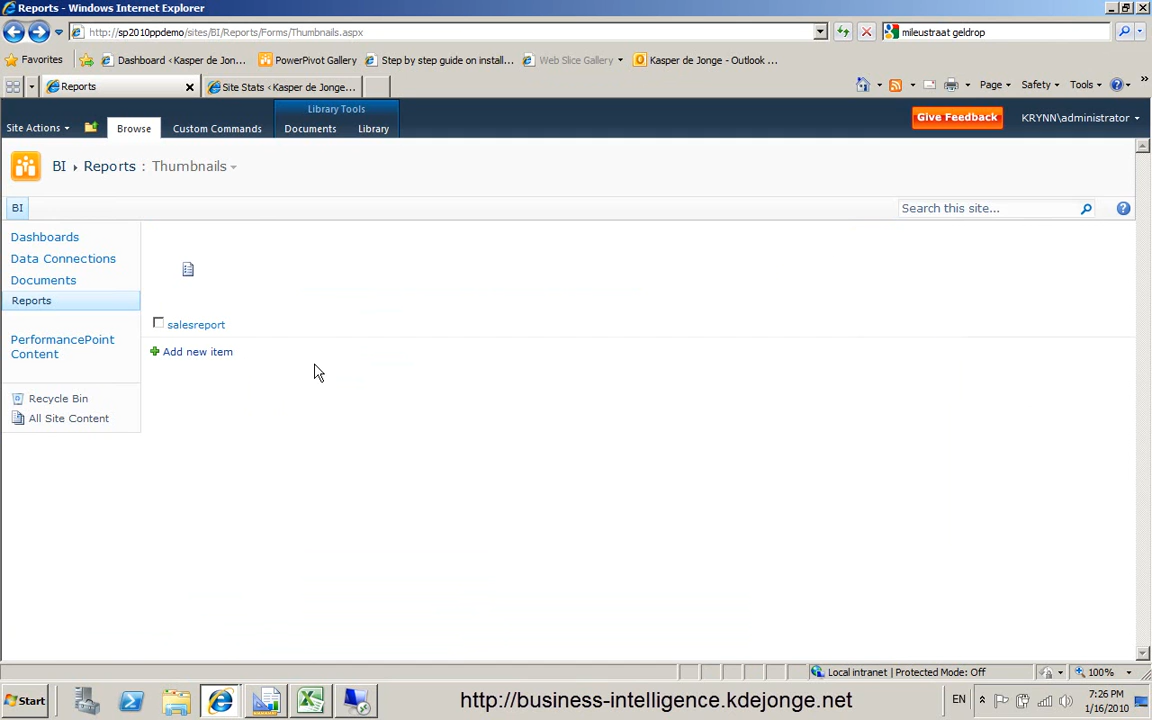 Reports - Windows Internet Explorer
http://sp2010ppdemo/sites/BI/Reports/Forms/Thumbnails.aspx
mileustraat geldrop
Favorites
Dashboard ‹ Kasper de Jon...
PowerPivot Gallery
Step by step guide on install...
Web Slice Gallery
Kasper de Jonge - Outlook ...
Reports
Site Stats ‹ Kasper de Jonge...
Page
Safety
Tools
Library Tools
Site Actions
Browse
Custom Commands
Documents
Library
Give Feedback
KRYNN\administrator
BI
Reports : Thumbnails
BI
Search this site...
Dashboards
Data Connections
Documents
Reports
PerformancePoint
Content
Recycle Bin
All Site Content
salesreport
Add new item
Local intranet | Protected Mode: Off
100%
Start
http://business-intelligence.kdejonge.net
EN
7:26 PM
1/16/2010